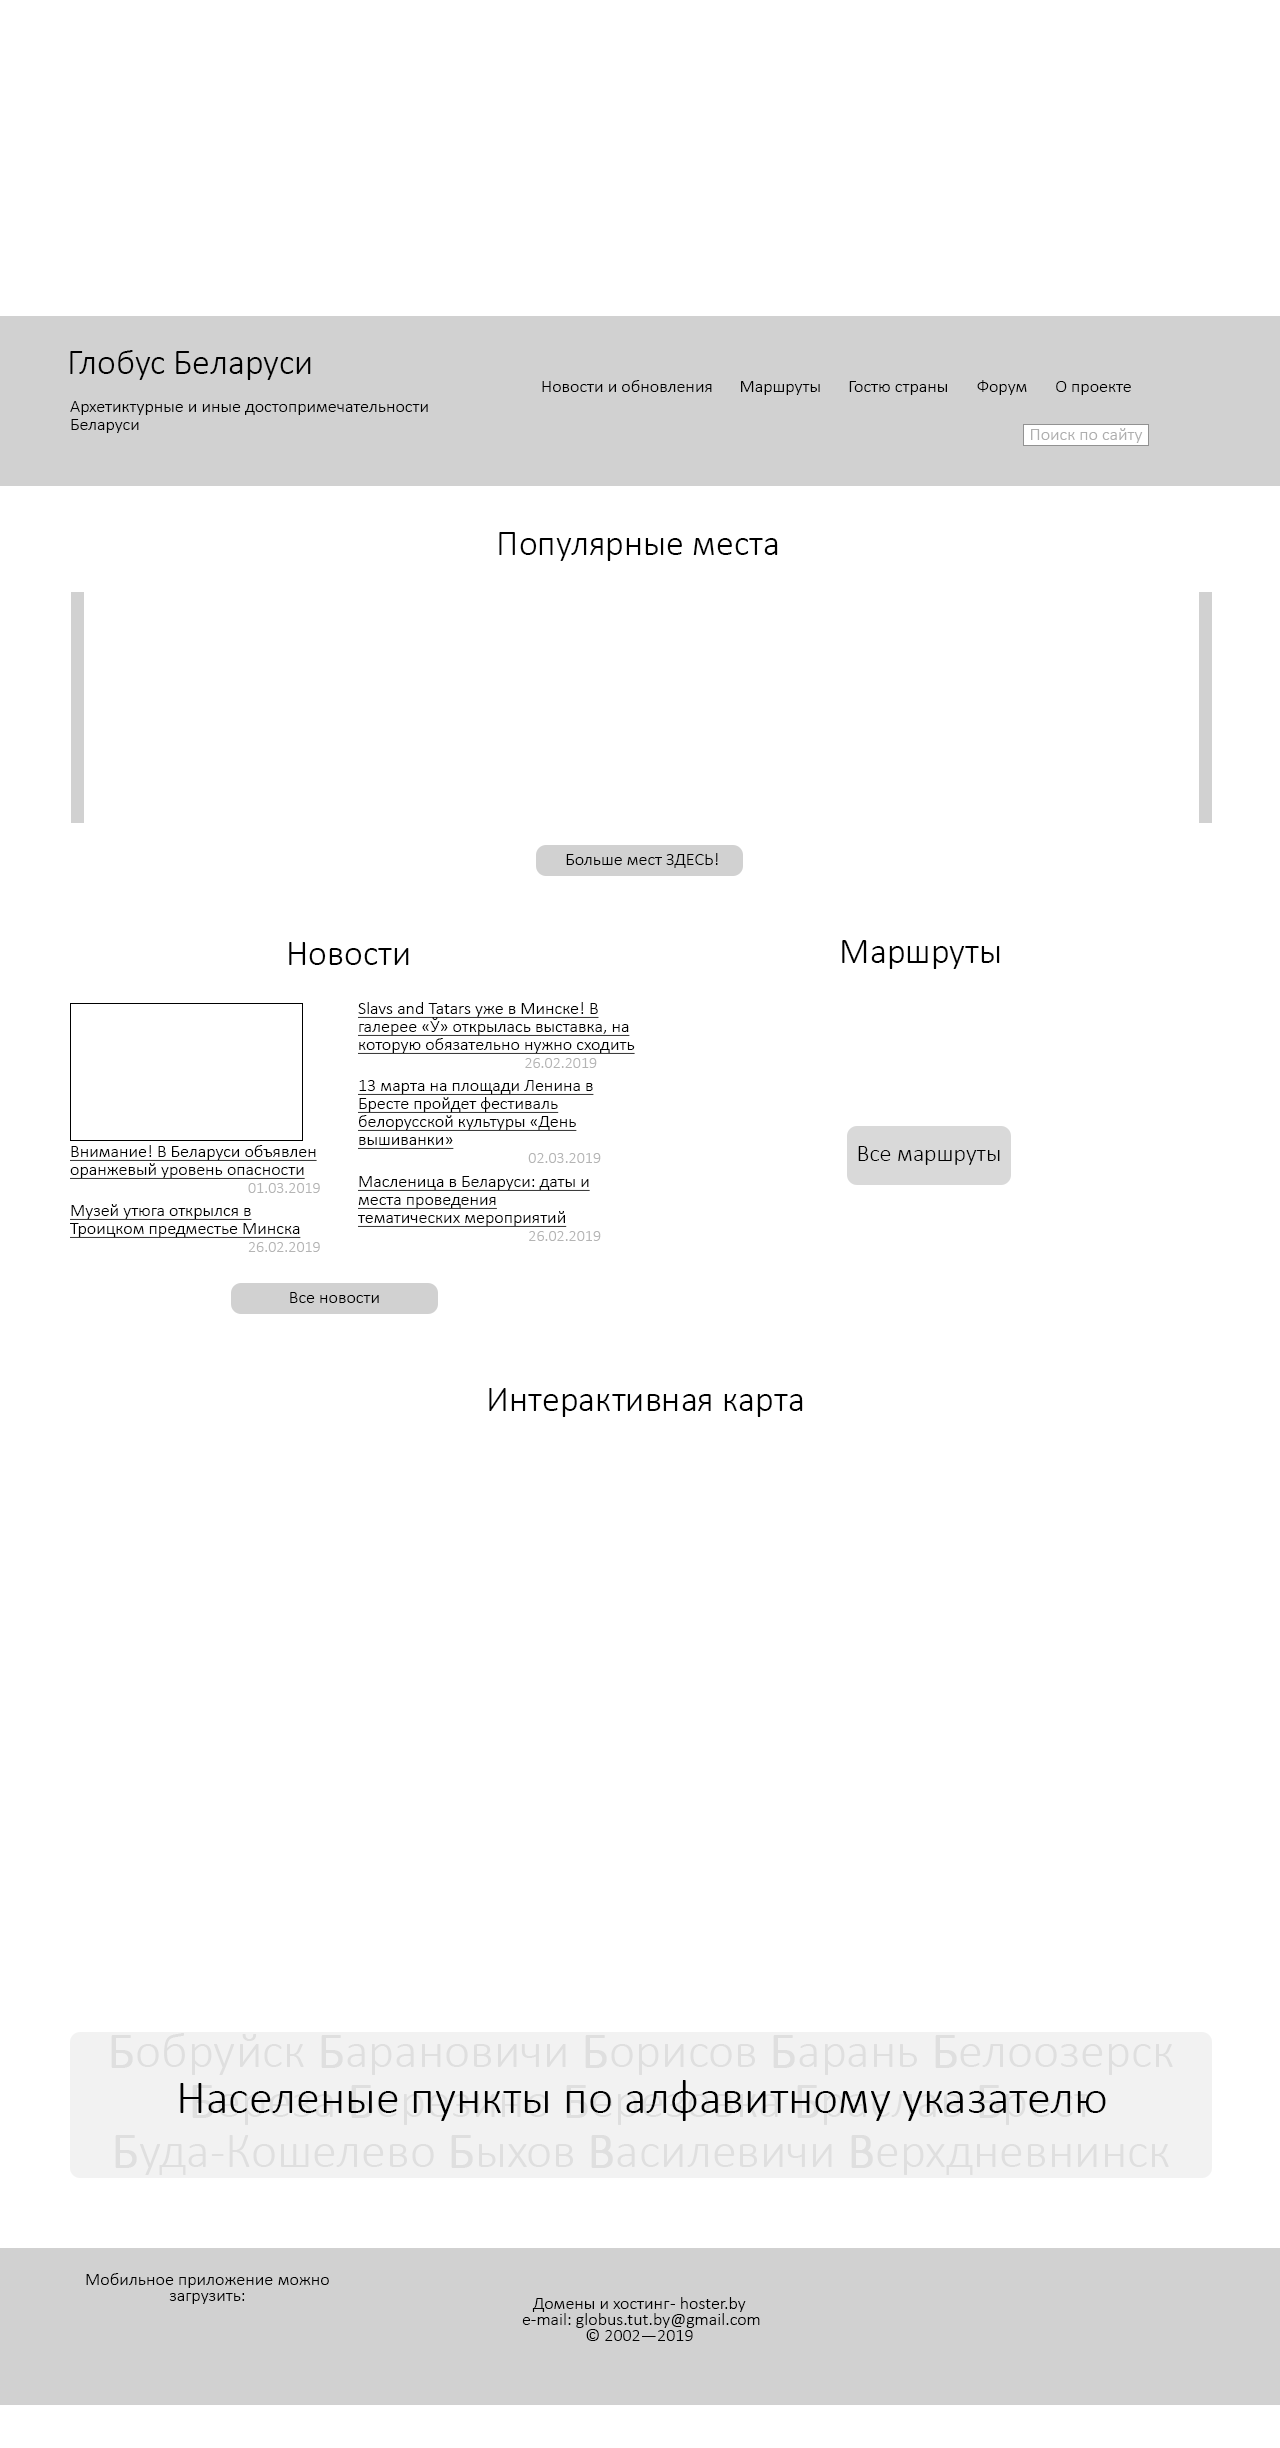 Глобус Беларуси
Архетиктурные и иные достопримечательности
Беларуси
Новости и обновления Маршруты Гостю страны Форум О проекте
Поиск по сайту
Популярные места
Больше мест ЗДЕСЬ!
Новости
Внимание! В Беларуси объявлен
оранжевый уровень опасности
01.03.2019
Музей утюга открылся в
Троицком предместье Минска
26.02.2019
Slavs and Tatars уже в Минске! В
галерее «Ў» открылась выставка, на
которую обязательно нужно сходить
26.02.2019
13 марта на площади Ленина в
Бресте пройдет фестиваль
белорусской культуры «День
вышиванки»
02.03.2019
Масленица в Беларуси: даты и
места проведения
тематических мероприятий
26.02.2019
Все новости
Маршруты
Все маршруты
Интерактивная карта
Бобруйск Барановичи Борисов Барань Белоозерск
Населеные пункты по алфавитному указателю
Буда-Кошелево Быхов Василевичи Верхдневнинск
Мобильное приложение можно
загрузить:
Домены и хостинг- hoster.by
e-mail: globus.tut.by@gmail.com
© 2002—2019